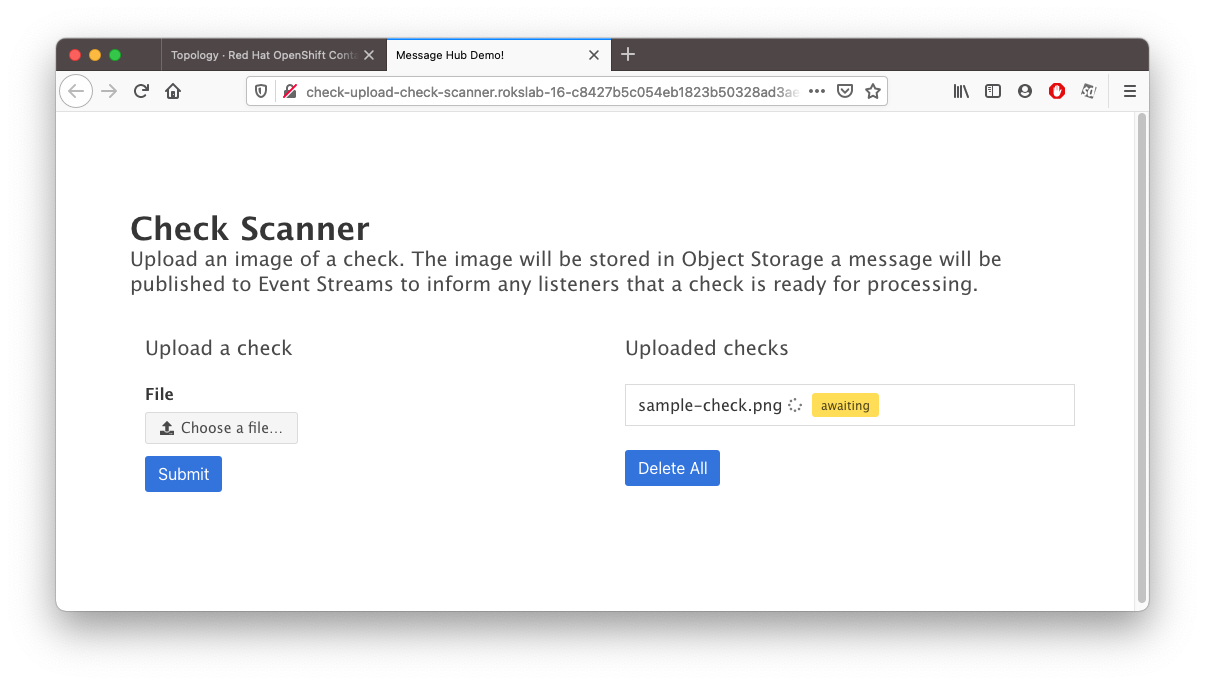 Topology · Red Hat OpenShift Conta
Message Hub Demo!
check-upload-check-scanner.rokslab-16-c8427b5c054eb1823b50328ad3ae
Check Scanner
Upload an image of a check. The image will be stored in Object Storage a message will be
published to Event Streams to inform any listeners that a check is ready for processing.
Upload a check
File
Choose a file…
Submit
Uploaded checks
sample-check.png awaiting
Delete All